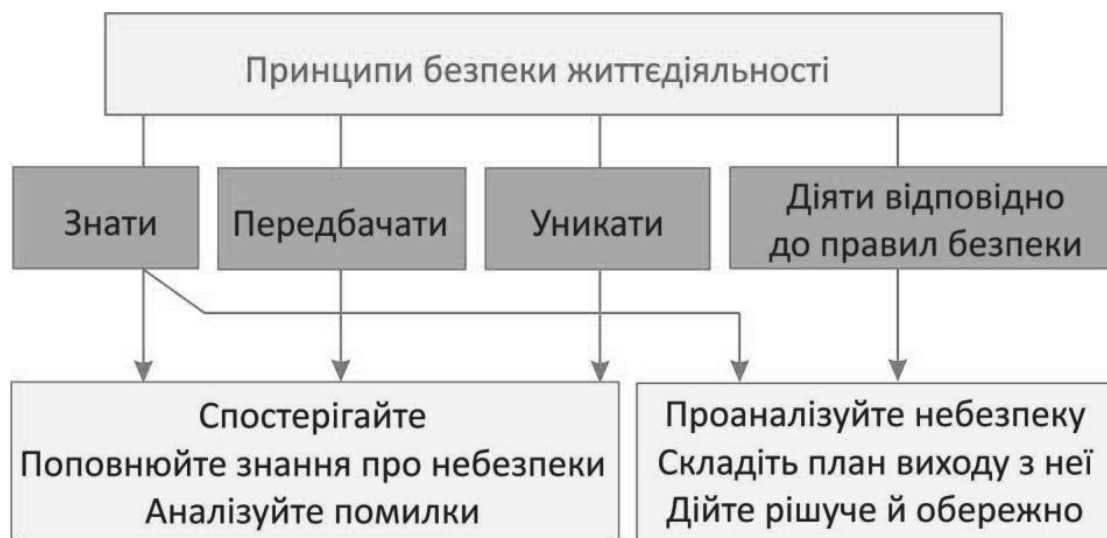 Принципи безпеки життєдіяльності
Знати
Передбачати
Уникати
Діяти відповідно
до правил безпеки
Спостерігайте
Поповнюйте знання про небезпеки
Аналізуйте помилки
Проаналізуйте небезпеку
Складіть план виходу з неї
Дійте рішуче й обережно